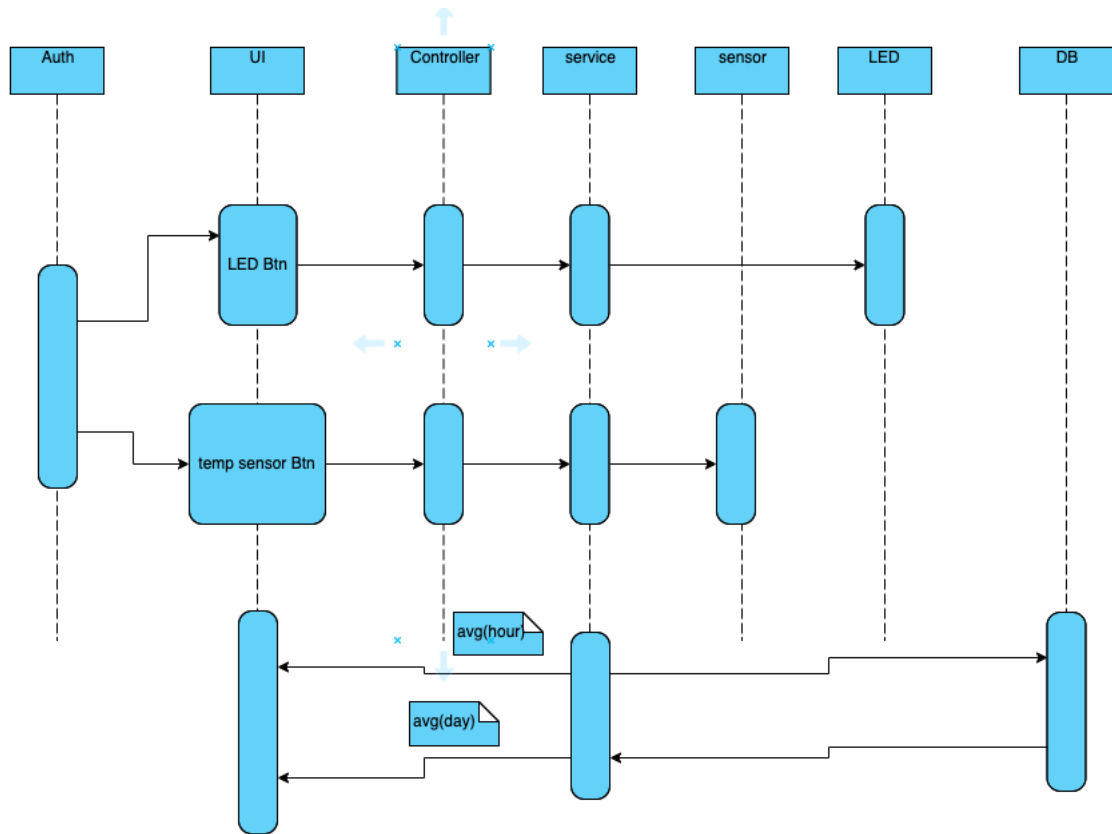 Auth
UI
Controller
service
sensor
LED
DB
LED Btn
temp sensor Btn
avg(hour)
avg(day)